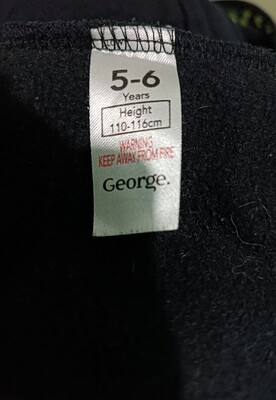 5-6
Years
Height
110-116cm
WARNING
KEEP AWAY FROM FIRE
George.